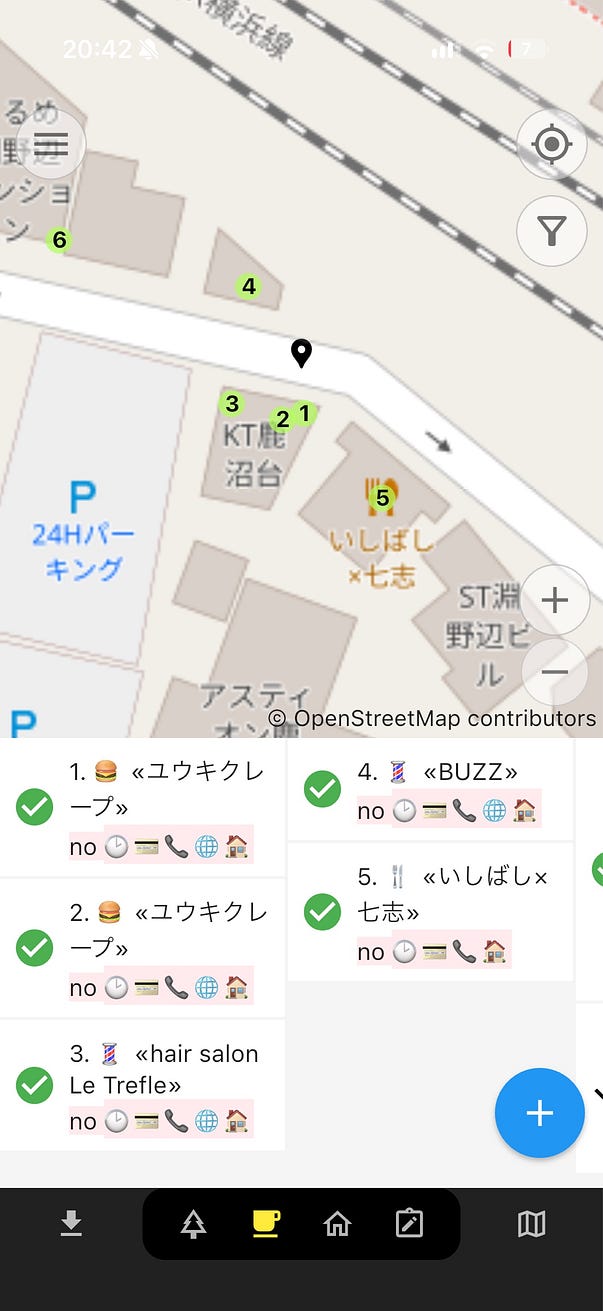 20:42
7
横浜線
るめ
野辺
ンショ
ン
6
4
3
2
1
KT鹿
沼台
P
24Hパー
キング
5
いしばし
×七志
ST淵
野辺ビ
ル
P
アスティ
オン鹿
© OpenStreetMap contributors
1. «ユウキクレ
ープ»
no
2. «ユウキクレ
ープ»
no
3. «hair salon
Le Trefle»
no
4. «BUZZ»
no
5. «いしばし×
七志»
no